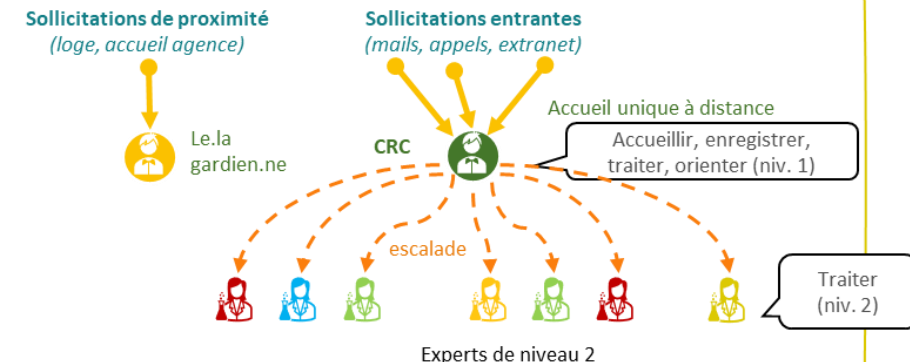 Sollicitations de proximité
(loge, accueil agence)
Sollicitations entrantes
(mails, appels, extranet)
Le.la
gardien.ne
CRC
Accueil unique à distance
Accueillir, enregistrer,
traiter, orienter (niv. 1)
escalade
Traiter
(niv. 2)
Experts de niveau 2